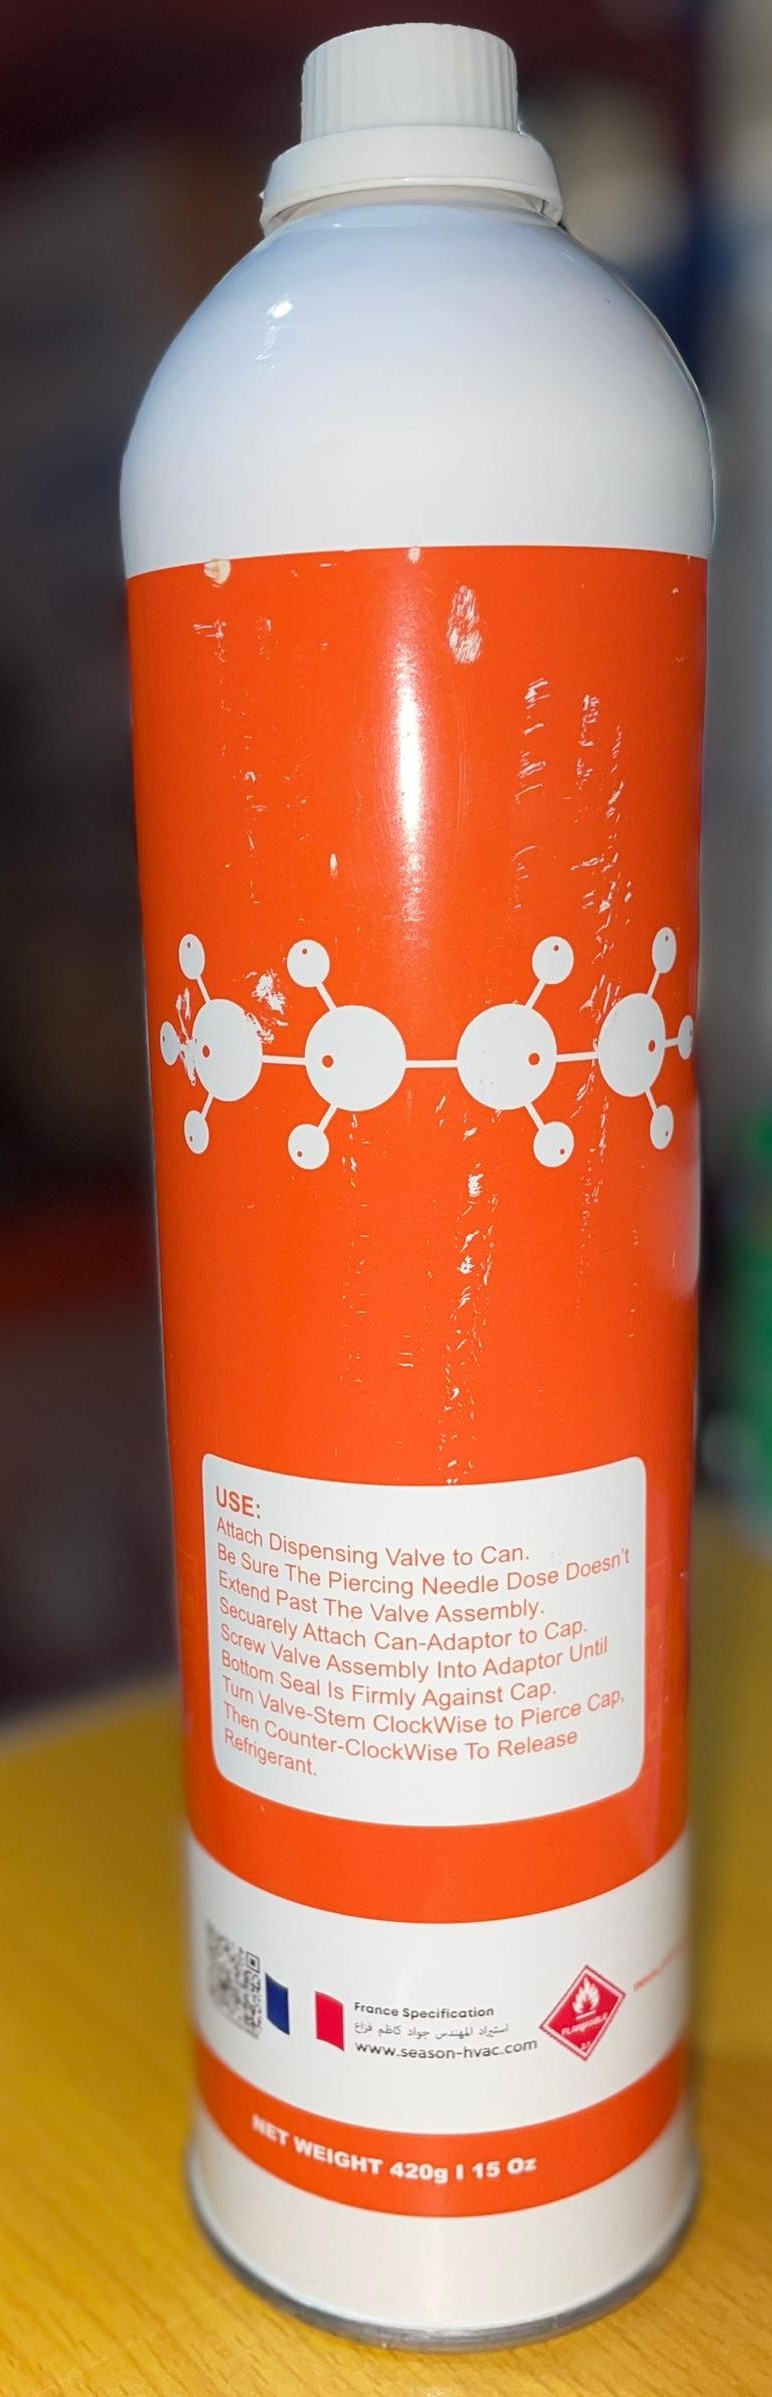 USE:
Attach Dispensing Valve to Can.
Be Sure The Piercing Needle Dose Doesn't
Extend Past The Valve Assembly.
Secuarely Attach Can-Adaptor to Cap.
Screw Valve Assembly Into Adaptor Until
Bottom Seal Is Firmly Against Cap.
Turn Valve-Stem ClockWise to Pierce Cap,
Then Counter-ClockWise To Release
Refrigerant.
France Specification
استيراد المهندس جواد كاظم فزاع
www.season-hvac.com
FLAMMABLE
NET WEIGHT 420g I 15 Oz